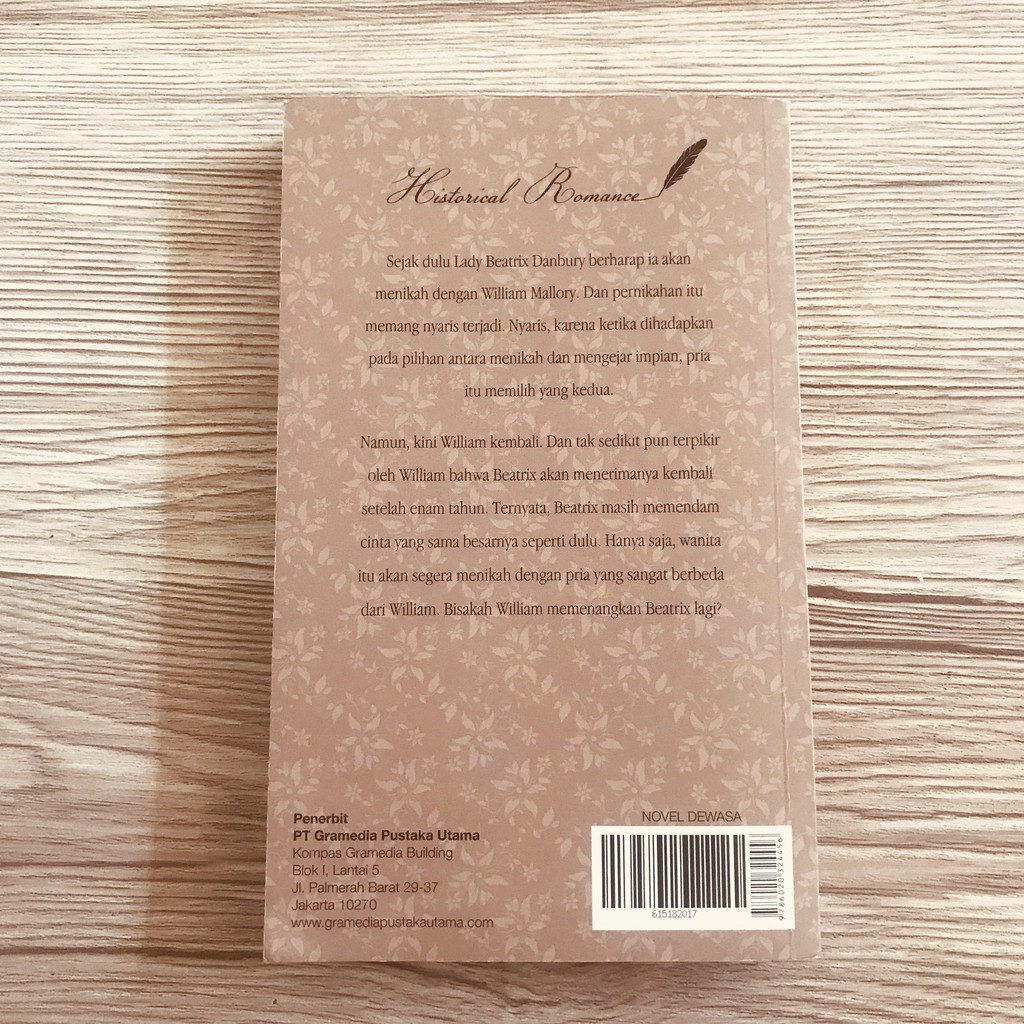 Historical Romance
Sejak dulu Lady Beatrix Danbury berharap ia akan
menikah dengan William Mallory. Dan pernikahan itu
memang nyaris terjadi. Nyaris, karena ketika dihadapkan
pada pilihan antara menikah dan mengejar impian, pria
itu memilih yang kedua.
Namun, kini William kembali. Dan tak sedikit pun terpikir
oleh William bahwa Beatrix akan menerimanya kembali
setelah enam tahun. Ternyata, Beatrix masih memendam
cinta yang sama besarnya seperti dulu. Hanya saja, wanita
itu akan segera menikah dengan pria yang sangat berbeda
dari William. Bisakah William memenangkan Beatrix lagi?
Penerbit
PT Gramedia Pustaka Utama
Kompas Gramedia Building
Blok I, Lantai 5
Jl. Palmerah Barat 29-37
Jakarta 10270
www.gramediapustakautama.com
NOVEL DEWASA
615182017
9786020324456